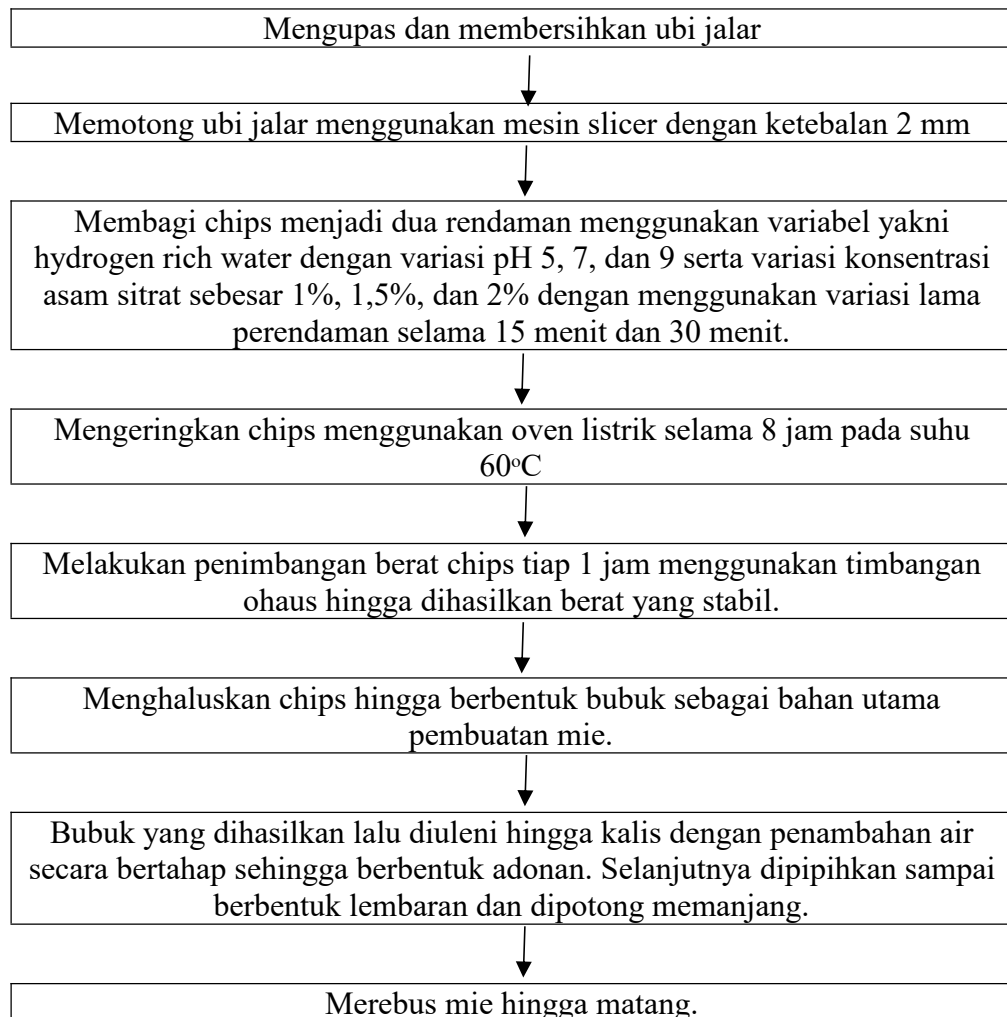 Mengupas dan membersihkan ubi jalar
Memotong ubi jalar menggunakan mesin slicer dengan ketebalan 2 mm
Membagi chips menjadi dua rendaman menggunakan variabel yakni
hydrogen rich water dengan variasi pH 5, 7, dan 9 serta variasi konsentrasi
asam sitrat sebesar 1%, 1,5%, dan 2% dengan menggunakan variasi lama
perendaman selama 15 menit dan 30 menit.
Mengeringkan chips menggunakan oven listrik selama 8 jam pada suhu
60°C
Melakukan penimbangan berat chips tiap 1 jam menggunakan timbangan
ohaus hingga dihasilkan berat yang stabil.
Menghaluskan chips hingga berbentuk bubuk sebagai bahan utama
pembuatan mie.
Bubuk yang dihasilkan lalu diuleni hingga kalis dengan penambahan air
secara bertahap sehingga berbentuk adonan. Selanjutnya dipipihkan sampai
berbentuk lembaran dan dipotong memanjang.
Merebus mie hingga matang.